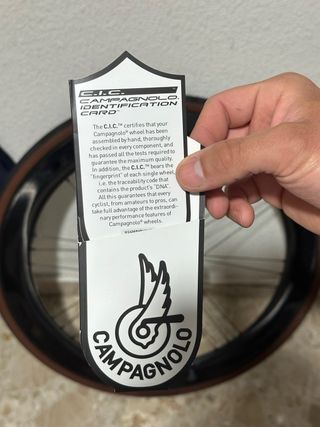 C.I.C.™
CAMPAGNOLO®
IDENTIFICATION
CARD™
The C.I.C.™ certifies that your
Campagnolo® wheel has been
assembled by hand, thoroughly
checked in every component, and
has passed all the tests required to
guarantee the maximum quality.
In addition, the C.I.C.™ bears the
"fingerprint" of each single wheel,
i.e. the traceability code that
contains the product's "DNA".
All this guarantees that every
cyclist, from amateurs to pros, can
take full advantage of the extraordi-
nary performance features of
Campagnolo® wheels.
CAMPAGNOLO